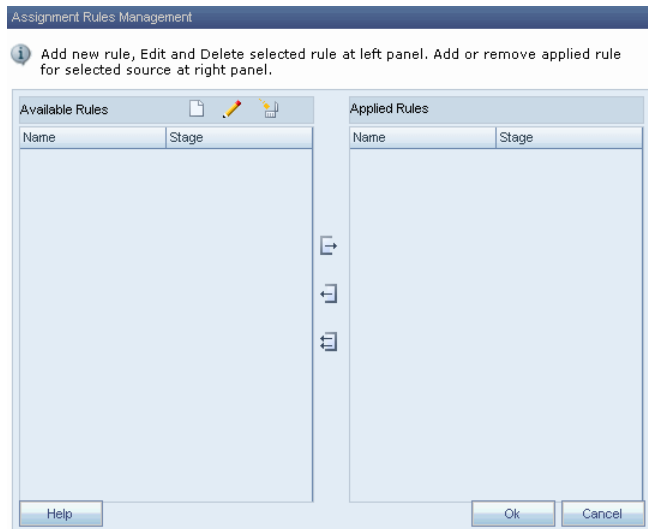 Assignment Rules Management
Add new rule, Edit and Delete selected rule at left panel. Add or remove applied rule
for selected source at right panel.
Available Rules
Applied Rules
Name Stage
Name Stage
Help
Ok Cancel